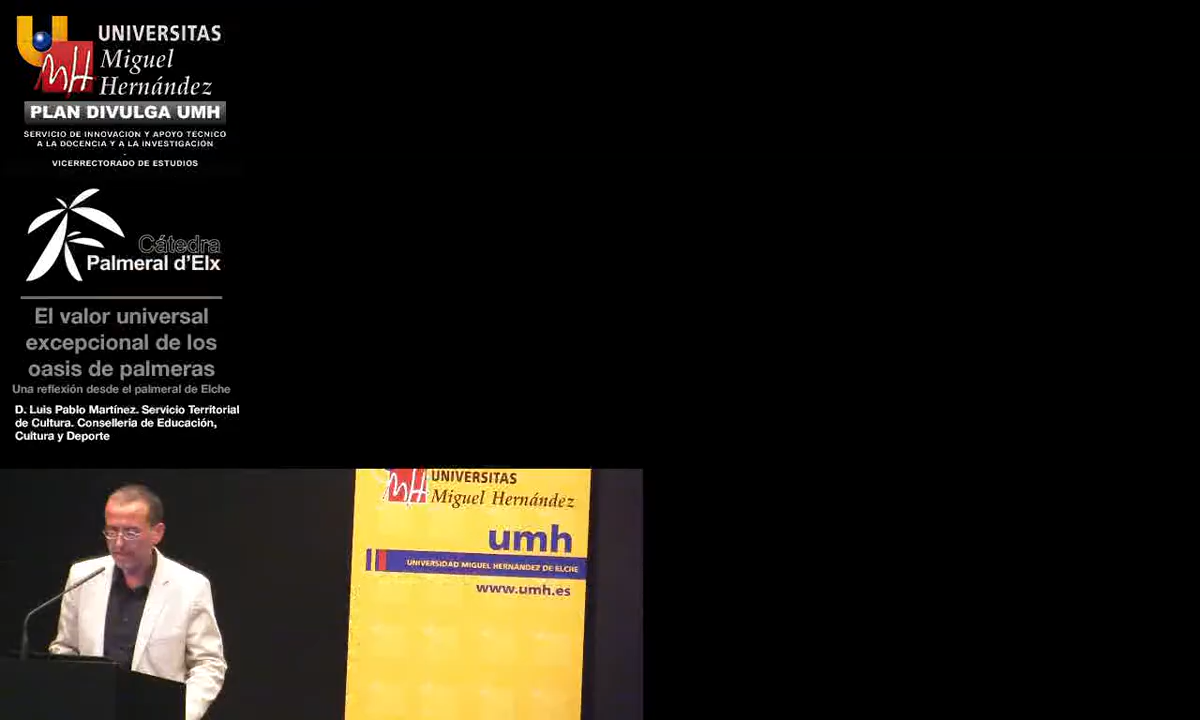 UNIVERSITAS
Miguel
Hernández
PLAN DIVULGA UMH
SERVICIO DE INNOVACION Y APOYO TECNICO
A LA DOCENCIA Y A LA INVESTIGACION
VICERRECTORADO DE ESTUDIOS
Cátedra
Palmeral d'Elx
El valor universal
excepcional de los
oasis de palmeras
Una reflexión desde el palmeral de Elche
D. Luis Pablo Martínez. Servicio Territorial
de Cultura. Conselleria de Educación,
Cultura y Deporte
UNIVERSITAS
Miguel Hernández
umh
UNIVERSIDAD MIGUEL HERNÁNDEZ DE ELCHE
www.umh.es